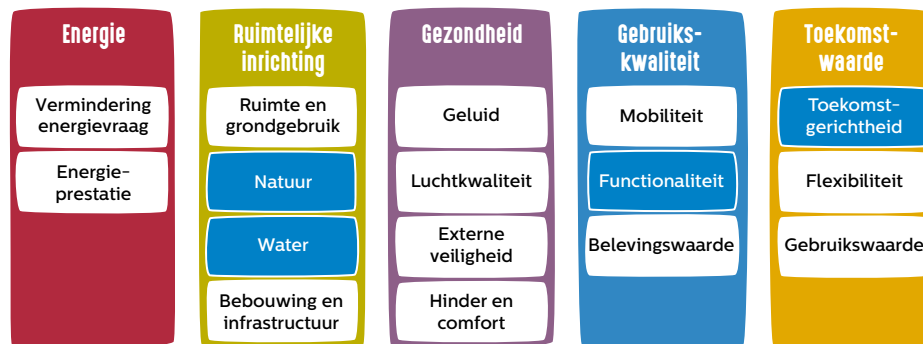 Energie
Vermindering
energievraag
Energie-
prestatie
Ruimtelijke
inrichting
Ruimte en
grondgebruik
Natuur
Water
Bebouwing en
infrastructuur
Gezondheid
Geluid
Luchtkwaliteit
Externe
veiligheid
Hinder en
comfort
Gebruiks-
kwaliteit
Mobiliteit
Functionaliteit
Belevingswaarde
Toekomst-
waarde
Toekomst-
gerichtheid
Flexibiliteit
Gebruikswaarde